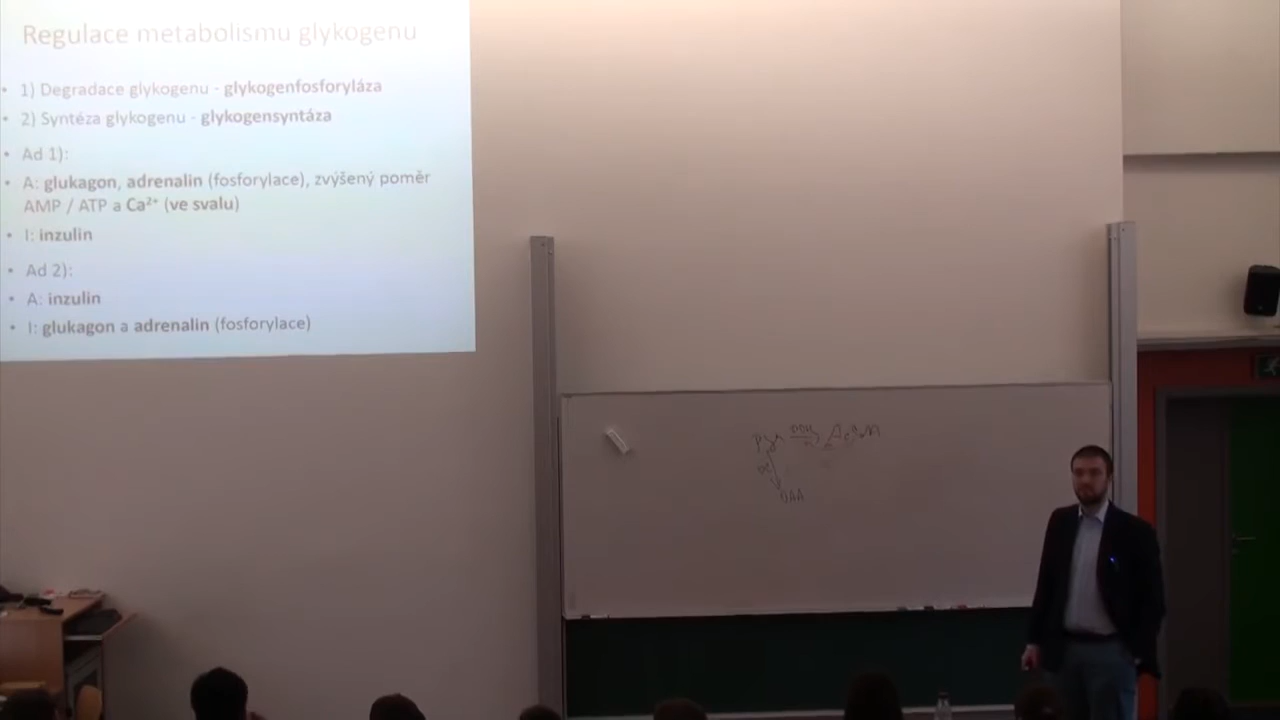 Regulace metabolismu glykogenu
• 1) Degradace glykogenu - glykogenfosforyláza
• 2) Syntéza glykogenu - glykogensyntáza
• Ad 1):
• A: glukagon, adrenalin (fosforylace), zvýšený poměr
AMP / ATP a Ca²⁺ (ve svalu)
• I: inzulin
• Ad 2):
• A: inzulin
• I: glukagon a adrenalin (fosforylace)
Pyr
OAA